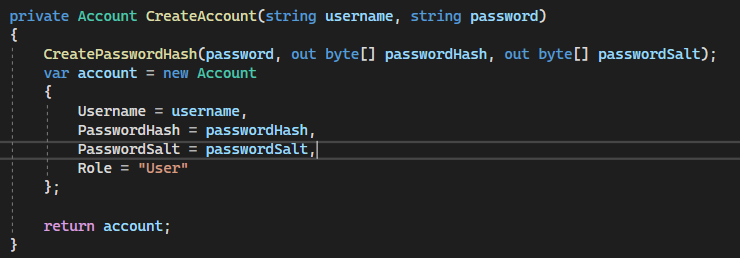 private Account CreateAccount(string username, string password)
{
    CreatePasswordHash(password, out byte[] passwordHash, out byte[] passwordSalt);
    var account = new Account
    {
        Username = username,
        PasswordHash = passwordHash,
        PasswordSalt = passwordSalt,
        Role = "User"
    };

    return account;
}